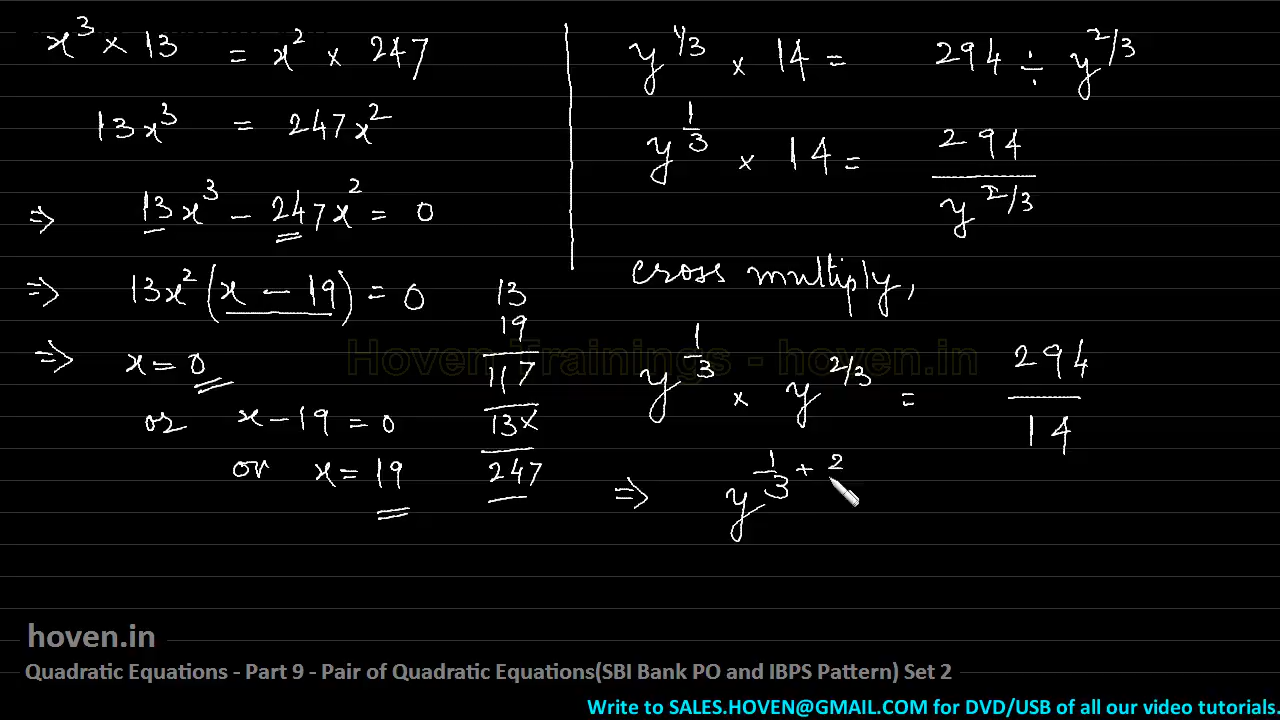 x³ × 13 = x² × 247
13x³ = 247x²
⇒ 13x³ − 247x² = 0
⇒ 13x² (x − 19) = 0
⇒ x = 0
or x − 19 = 0
or x = 19
13
19
117
13×
247
y^1/3 × 14 = 294 ÷ y^2/3
y^1/3 × 14 = 294 / y^2/3
cross multiply,
y^1/3 × y^2/3 = 294 / 14
⇒ y^1/3 + 2
Hoven iTrainings - hoven.in
hoven.in
Quadratic Equations - Part 9 - Pair of Quadratic Equations(SBI Bank PO and IBPS Pattern) Set 2
Write to SALES.HOVEN@GMAIL.COM for DVD/USB of all our video tutorials.